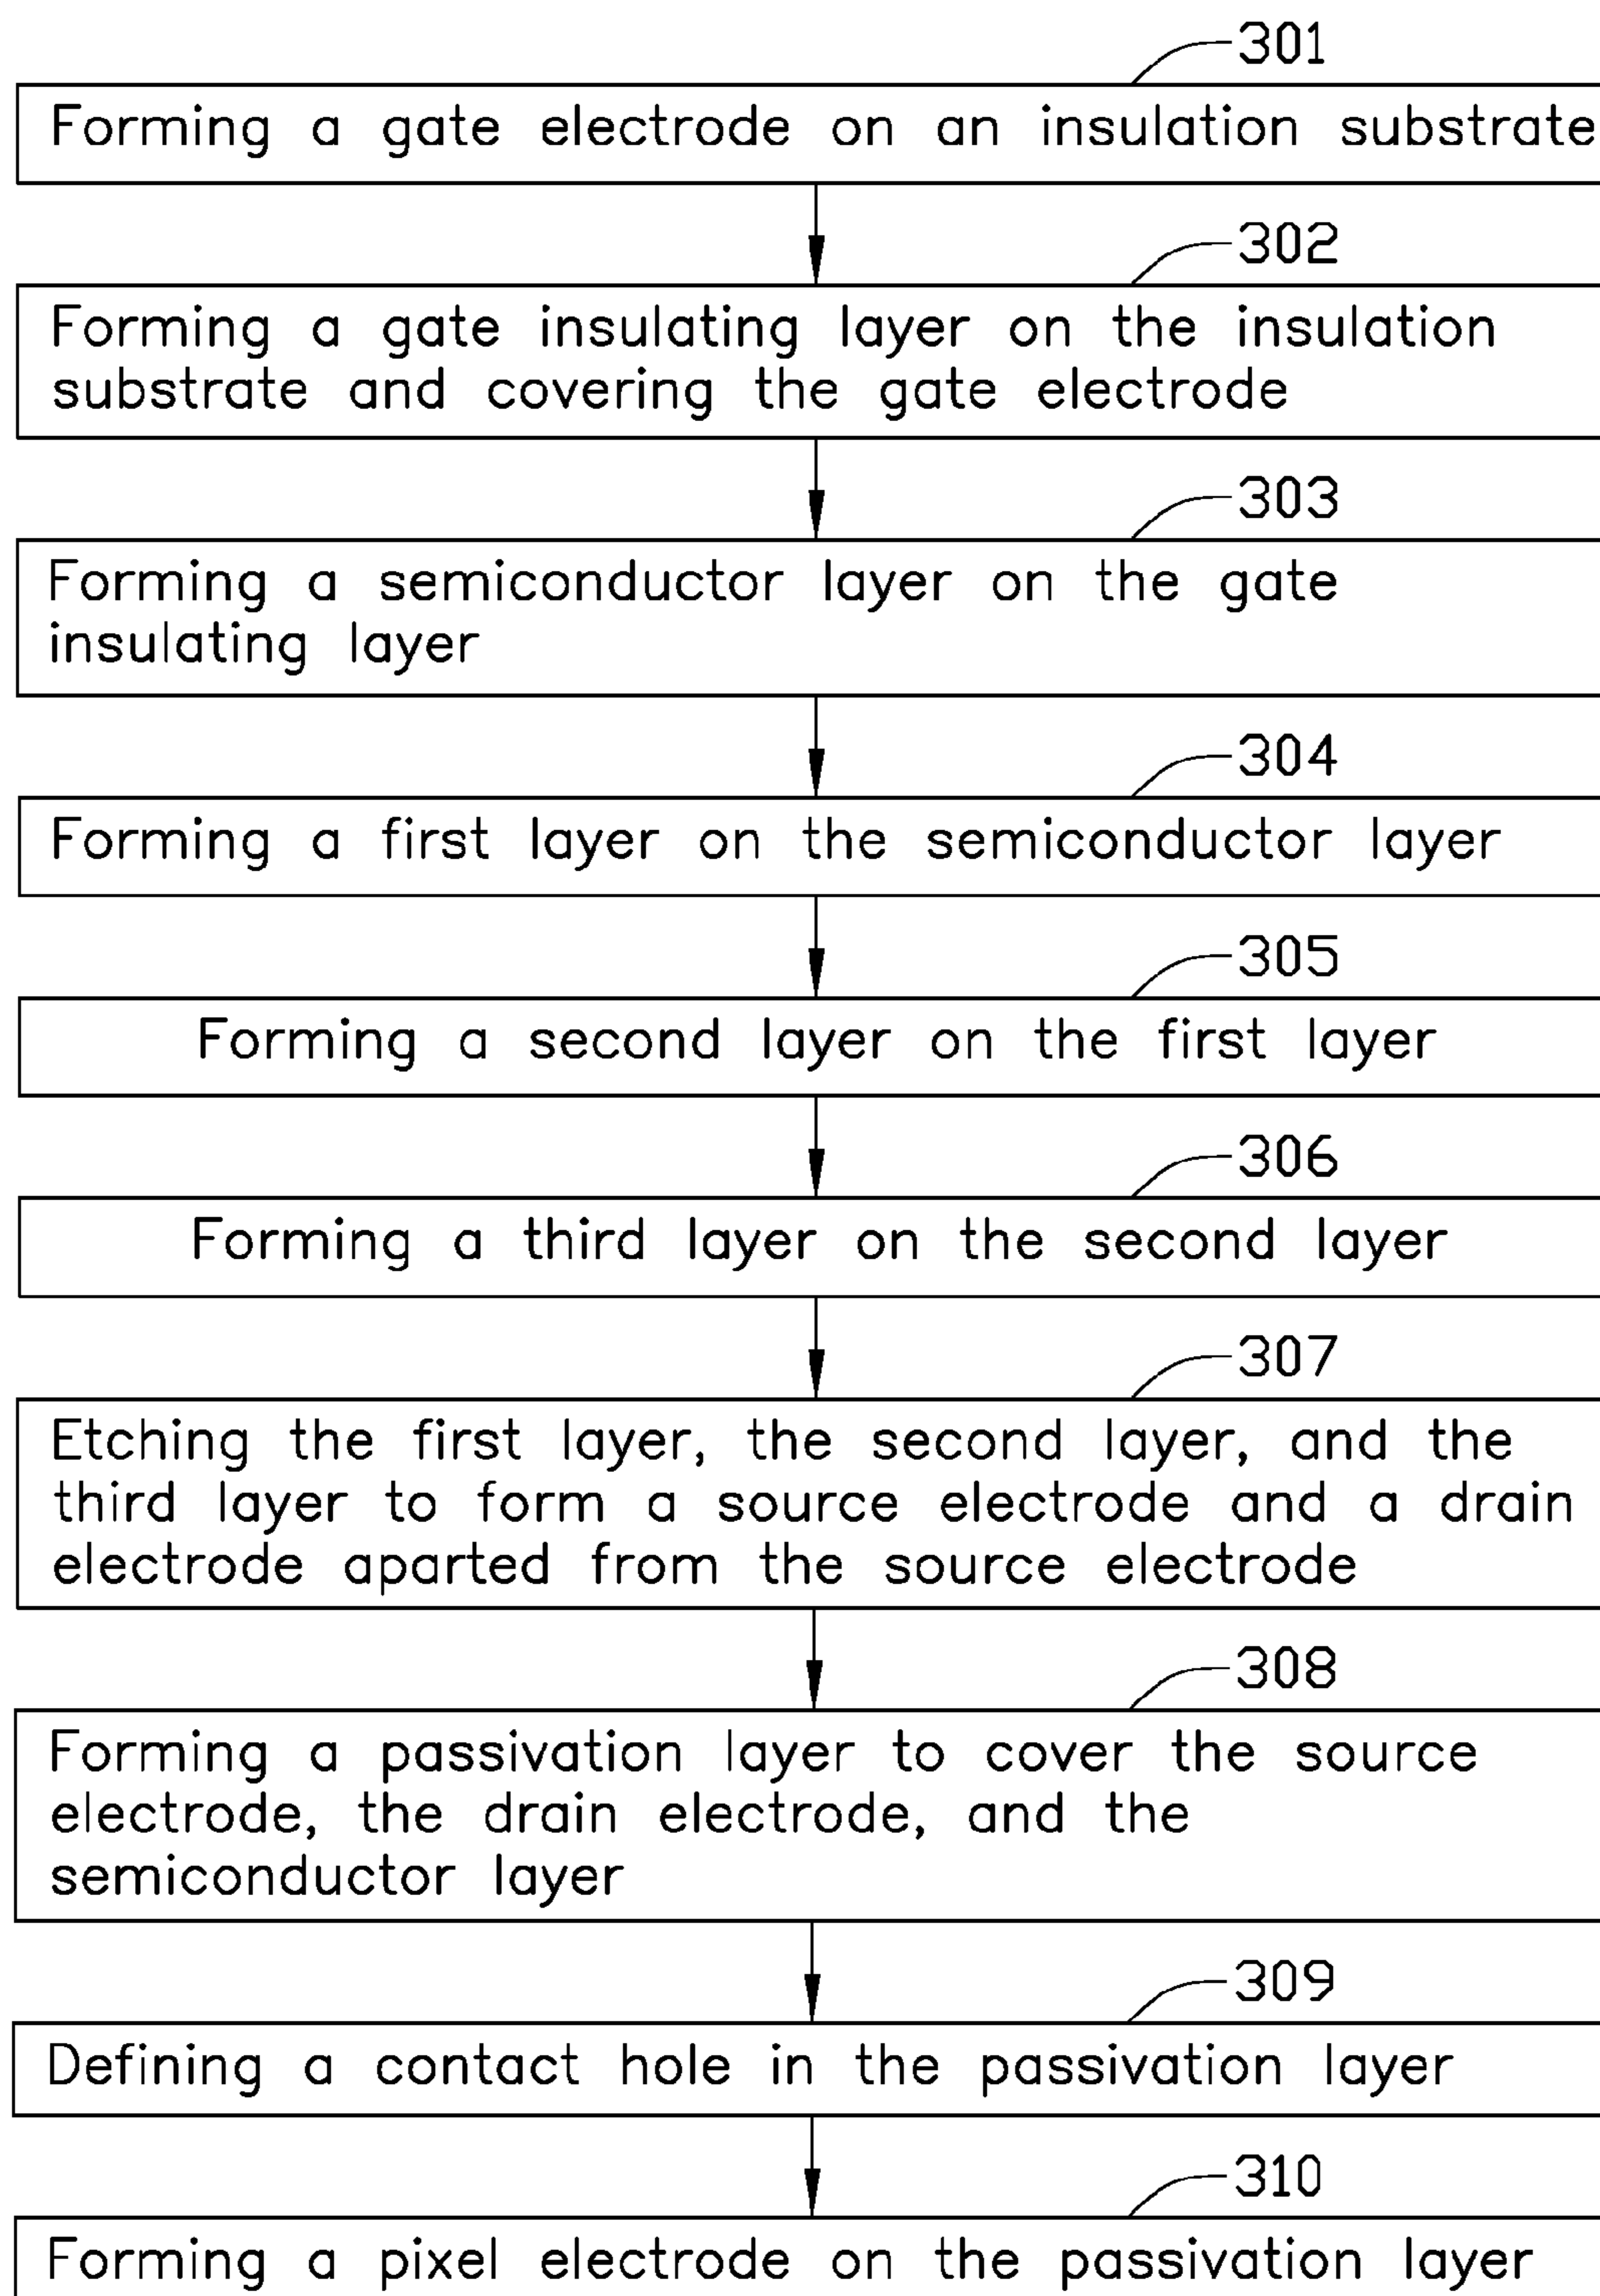 301
Forming a gate electrode on an insulation substrate
302
Forming a gate insulating layer on the insulation
substrate and covering the gate electrode
303
Forming a semiconductor layer on the gate
insulating layer
304
Forming a first layer on the semiconductor layer
305
Forming a second layer on the first layer
306
Forming a third layer on the second layer
307
Etching the first layer, the second layer, and the
third layer to form a source electrode and a drain
electrode aparted from the source electrode
308
Forming a passivation layer to cover the source
electrode, the drain electrode, and the
semiconductor layer
309
Defining a contact hole in the passivation layer
310
Forming a pixel electrode on the passivation layer